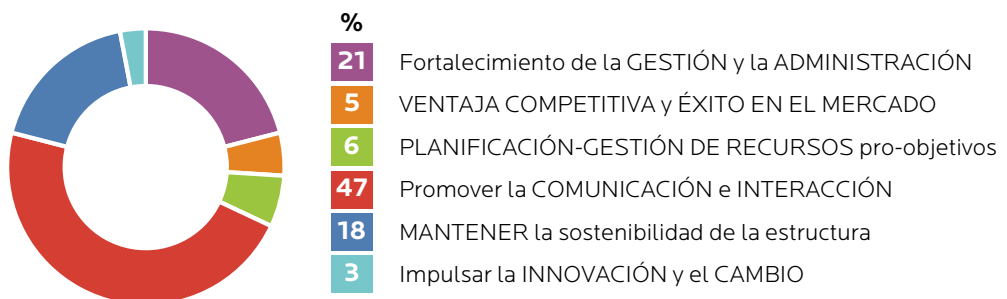 %
21 Fortalecimiento de la GESTIÓN y la ADMINISTRACIÓN
5 VENTAJA COMPETITIVA y ÉXITO EN EL MERCADO
6 PLANIFICACIÓN-GESTIÓN DE RECURSOS pro-objetivos
47 Promover la COMUNICACIÓN e INTERACCIÓN
18 MANTENER la sostenibilidad de la estructura
3 Impulsar la INNOVACIÓN y el CAMBIO